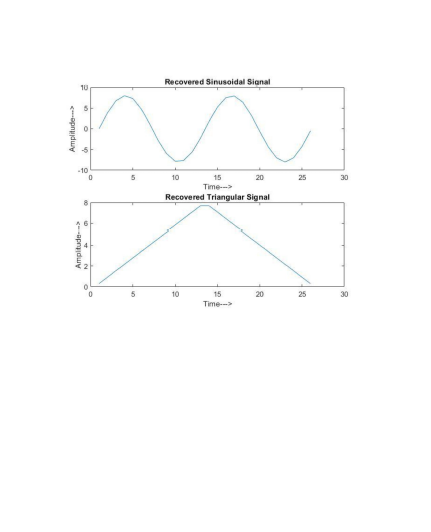 Recovered Sinusoidal Signal
10
5
0
-5
-10
Amplitude--->
0 5 10 15 20 25 30
Time--->
Recovered Triangular Signal
8
6
4
2
0
Amplitude--->
0 5 10 15 20 25 30
Time--->